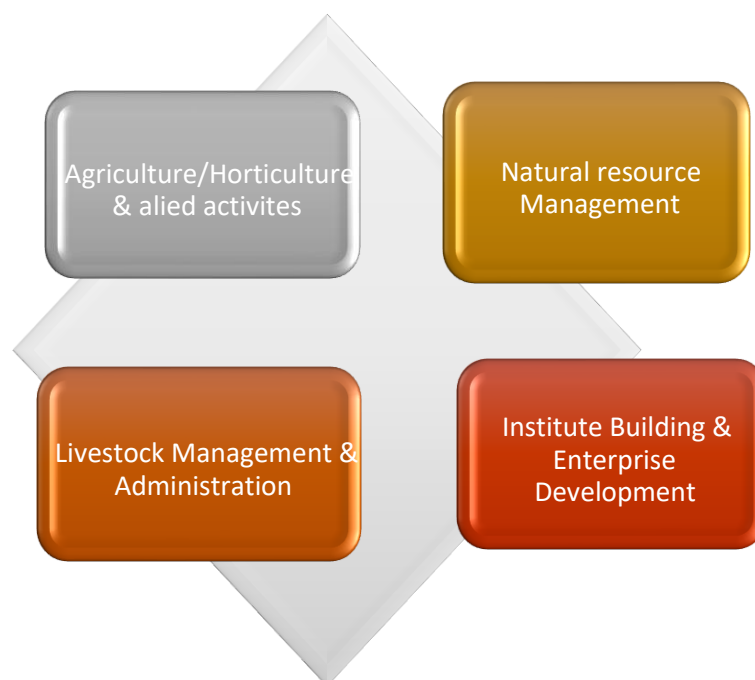 Agriculture/Horticulture
& alied activites
Natural resource
Management
Livestock Management &
Administration
Institute Building &
Enterprise
Development